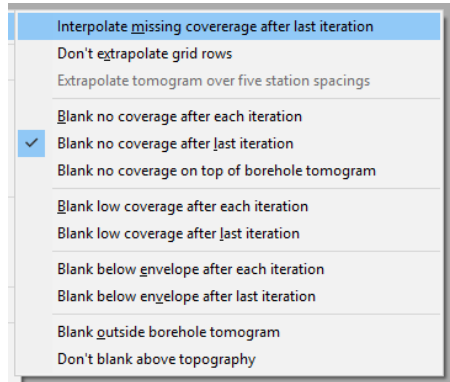 Interpolate missing covererage after last iteration
Don't extrapolate grid rows
Extrapolate tomogram over five station spacings
Blank no coverage after each iteration
Blank no coverage after last iteration
Blank no coverage on top of borehole tomogram
Blank low coverage after each iteration
Blank low coverage after last iteration
Blank below envelope after each iteration
Blank below envelope after last iteration
Blank outside borehole tomogram
Don't blank above topography